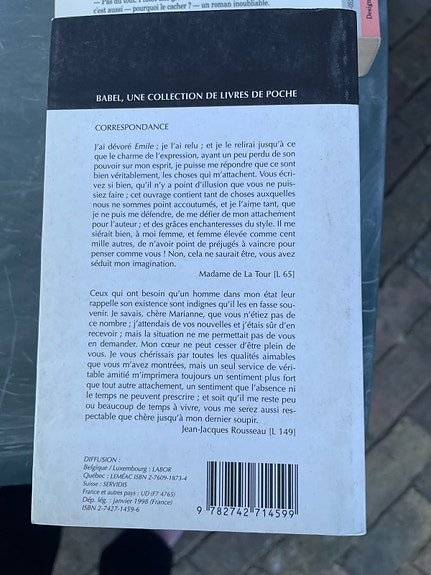 — Pas du tout.
c'est aussi — pourquoi le cacher ? — un roman inoubliable.
Design
BABEL, UNE COLLECTION DE LIVRES DE POCHE
CORRESPONDANCE
J'ai dévoré Emile ; je l'ai relu ; et je le relirai jusqu'à ce
que le charme de l'expression, ayant un peu perdu de son
pouvoir sur mon esprit, je puisse me répondre que ce sont
bien véritablement, les choses qui m'attachent. Vous écri-
vez si bien, qu'il n'y a point d'illusion que vous ne puis-
siez faire ; cet ouvrage contient tant de choses auxquelles
nous ne sommes point accoutumés, et je l'aime tant, que
je ne puis me défendre, de me défier de mon attachement
pour l'auteur ; et des grâces enchanteresses du style. Il me
siérait bien, à moi femme, et femme élevée comme cent
mille autres, de n'avoir point de préjugés à vaincre pour
penser comme vous ! Non, cela ne saurait être, vous avez
séduit mon imagination.
Madame de La Tour [L 65]
Ceux qui ont besoin qu'un homme dans mon état leur
rappelle son existence sont indignes qu'il les en fasse sou-
venir. Je savais, chère Marianne, que vous n'étiez pas de
ce nombre ; j'attendais de vos nouvelles et j'étais sûr d'en
recevoir ; mais la situation ne me permettait pas de vous
en demander. Mon cœur ne peut cesser d'être plein de
vous. Je vous chérissais par toutes les qualités aimables
que vous m'avez montrées, mais un seul service de véri-
table amitié m'imprimera toujours un sentiment plus fort
que tout autre attachement, un sentiment que l'absence ni
le temps ne peuvent prescrire ; et soit qu'il me reste peu
ou beaucoup de temps à vivre, vous me serez aussi res-
pectable que chère jusqu'à mon dernier soupir.
Jean-Jacques Rousseau [L 149]
DIFFUSION :
Belgique / Luxembourg : LABOR
Québec : LEMÉAC ISBN 2-7609-1873-4
Suisse : SERVIDIS
France et autres pays : UD (F7 4765)
Dép. lég. : janvier 1998 (France)
ISBN 2-7427-1459-6
9 782742 714599